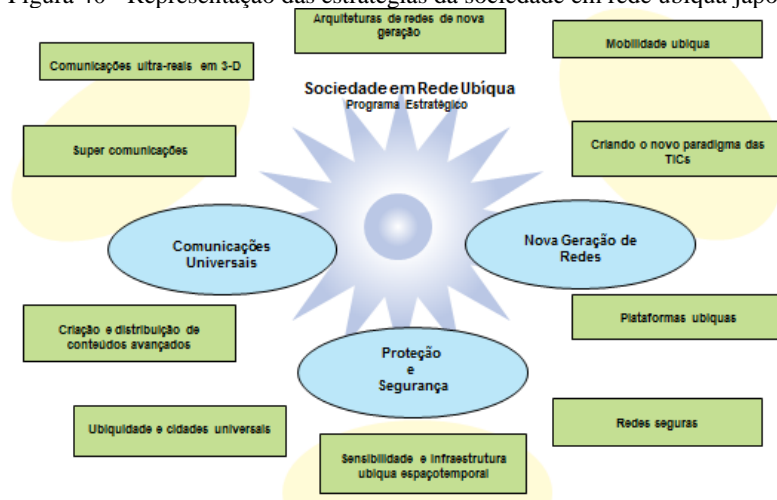 Figura 40 - Representação das estratégias da sociedade em rede ubíqua
Arquiteturas de redes de nova
geração
Mobilidade ubíqua
Comunicações ultra-reais em 3-D
Sociedade em Rede Ubíqua
Programa Estratégico
Super comunicações
Criando o novo paradigma das
TICs
Comunicações
Universais
Nova Geração de
Redes
Criação e distribuição de
conteúdos avançados
Plataformas ubíquas
Proteção
e
Segurança
Ubiquidade e cidades universais
Redes seguras
Sensibilidade e infraestrutura
ubíqua espaçotemporal